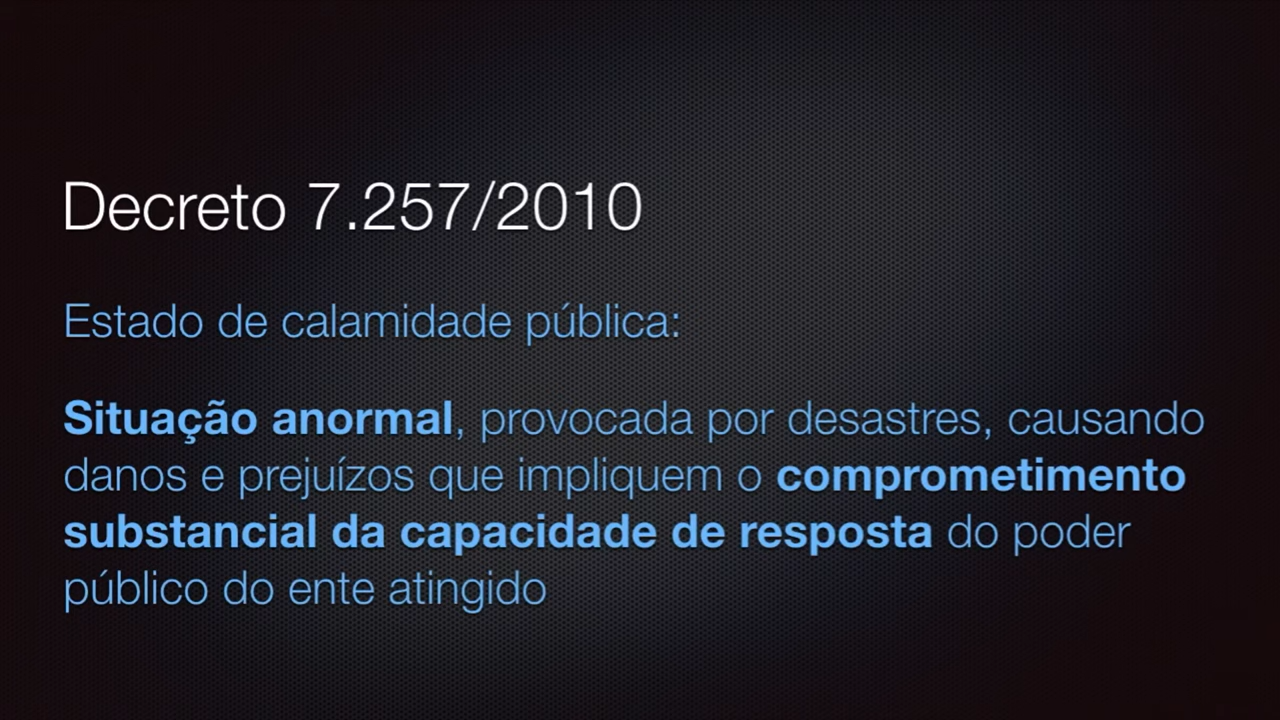 Decreto 7.257/2010
Estado de calamidade pública:
Situação anormal, provocada por desastres, causando
danos e prejuízos que impliquem o comprometimento
substancial da capacidade de resposta do poder
público do ente atingido